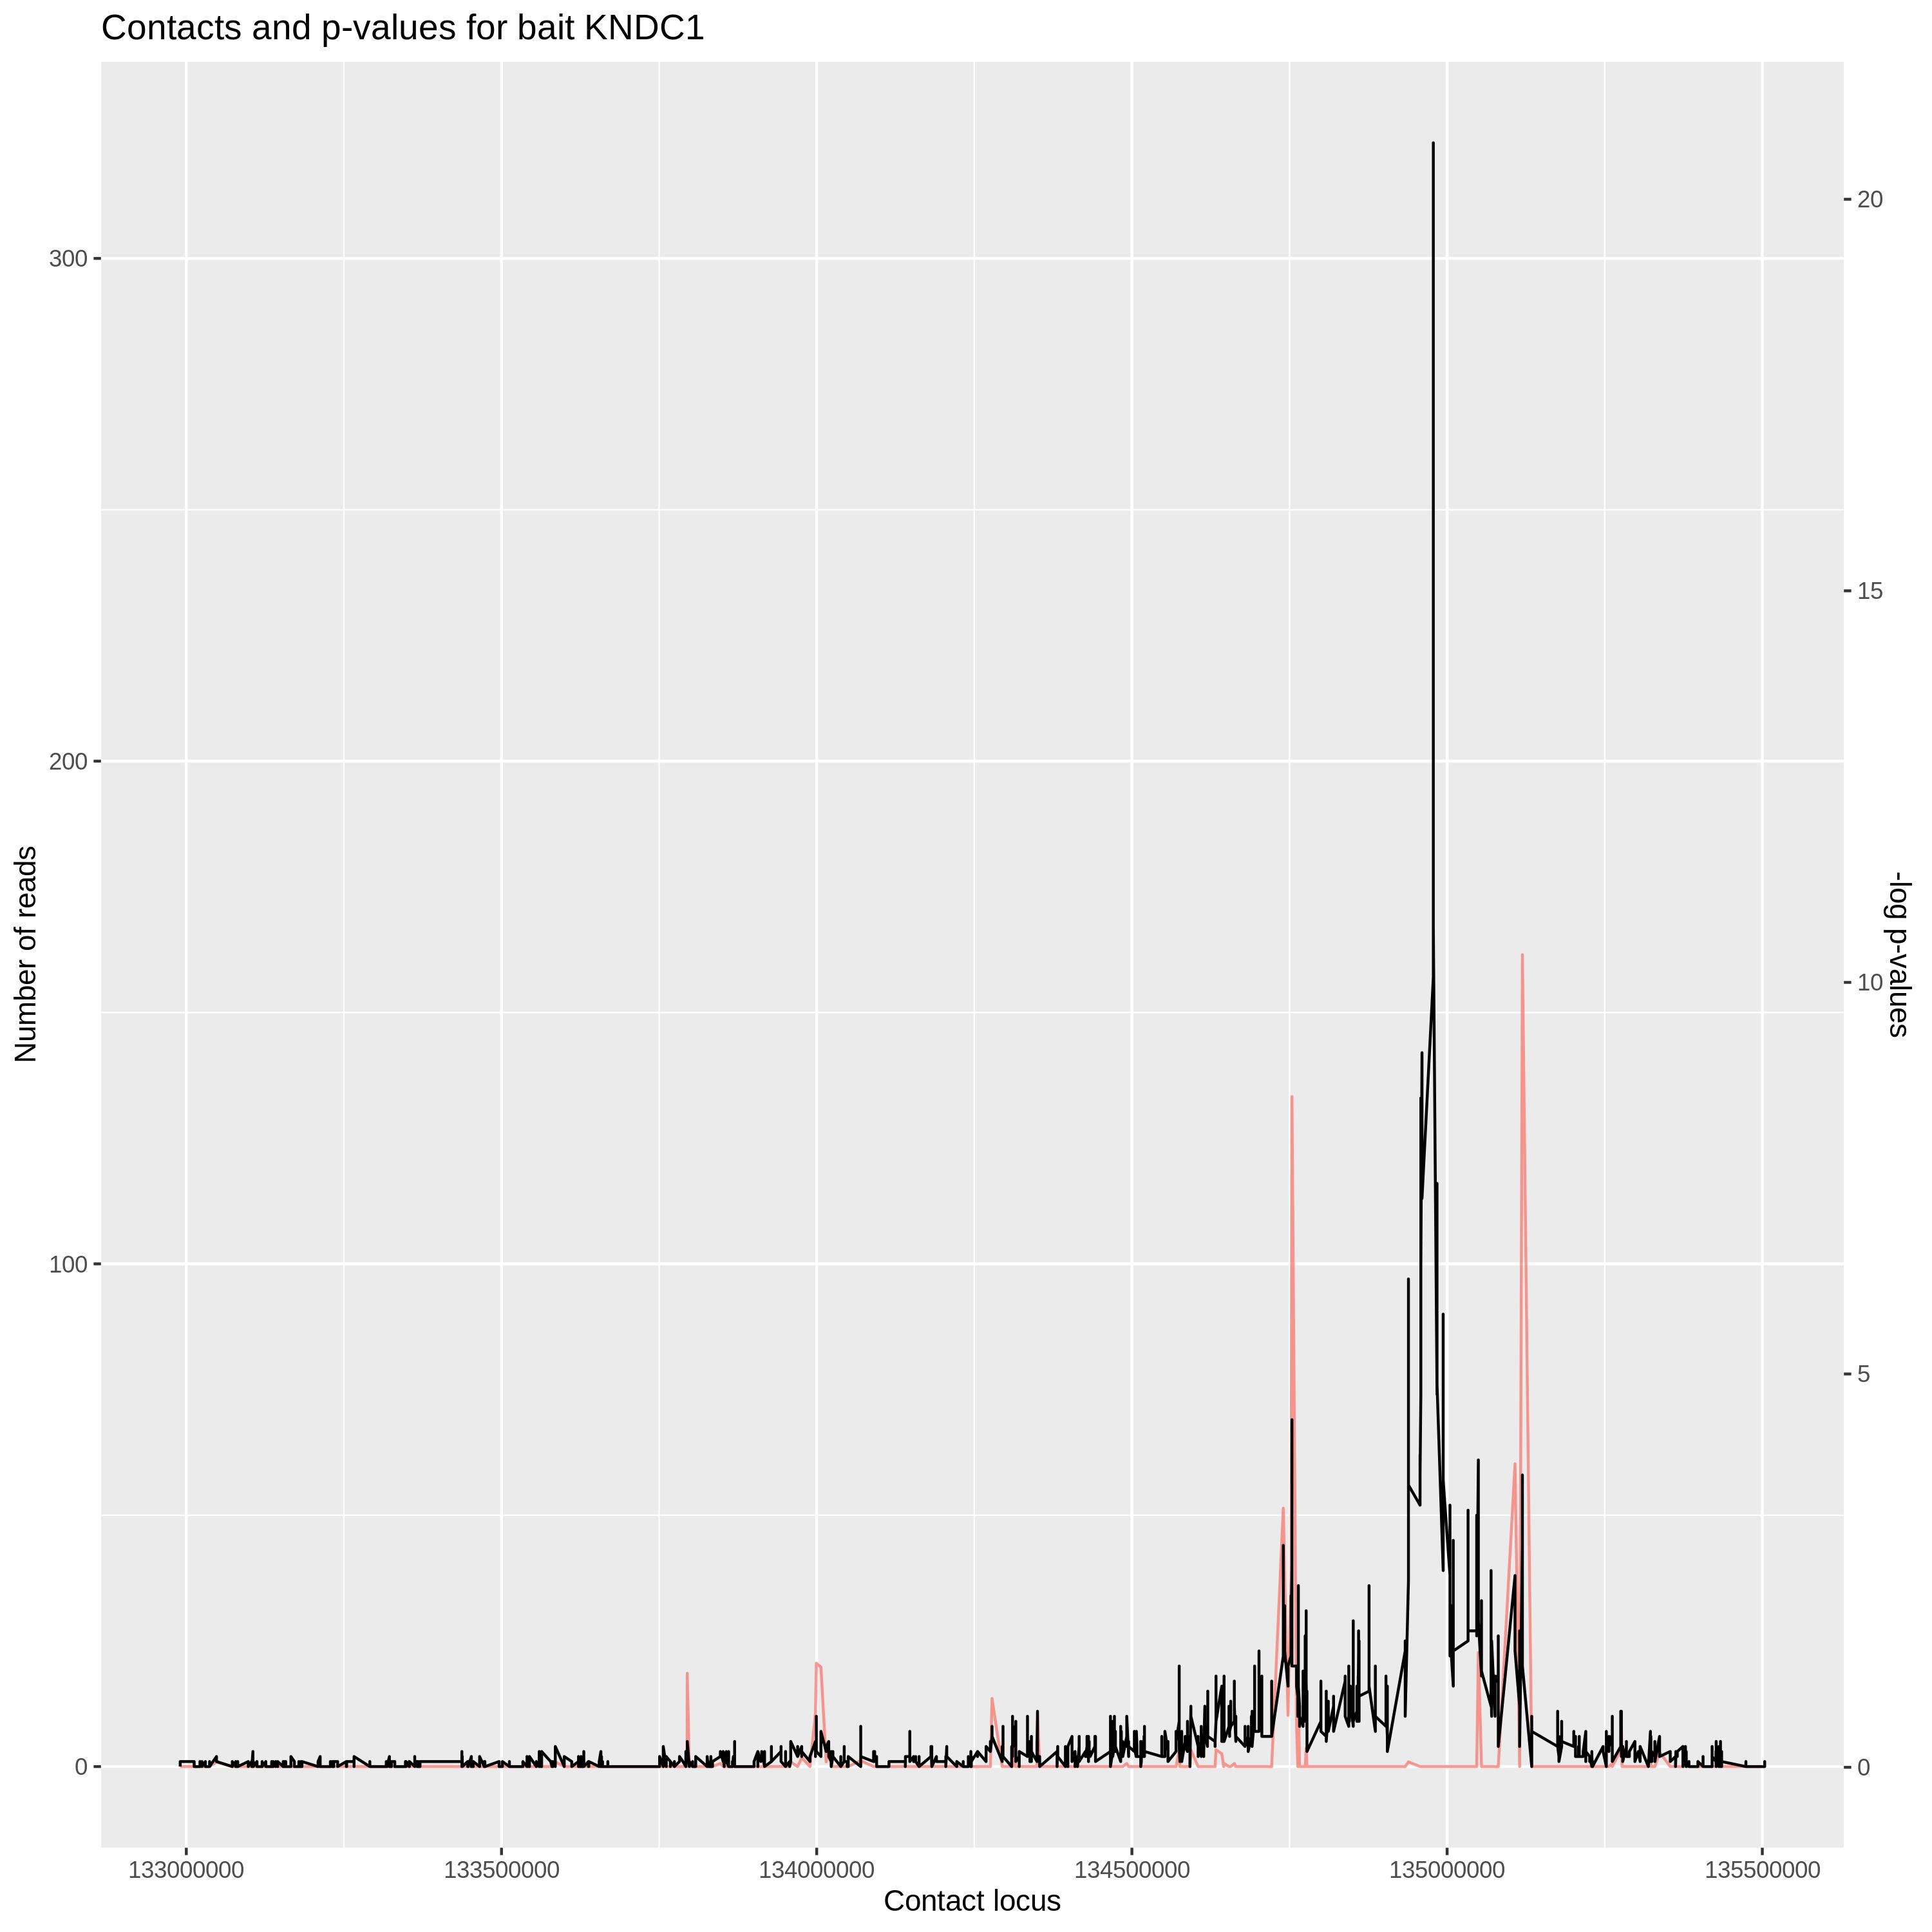 Contacts and p-values for bait KNDC1
Number of reads
300
200
100
0
20
15
10
5
0
-log p-values
133000000 133500000 134000000 134500000 135000000 135500000
Contact locus